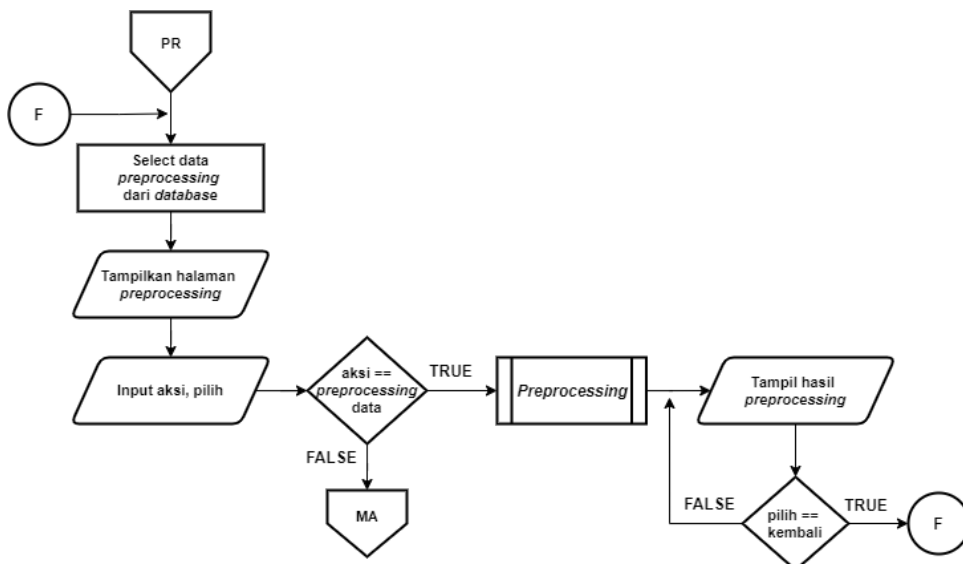 PR
F
Select data
preprocessing
dari database
Tampilkan halaman
preprocessing
Input aksi, pilih
aksi ==
preprocessing
data
TRUE
FALSE
MA
Preprocessing
Tampil hasil
preprocessing
pilih ==
kembali
FALSE
TRUE
F